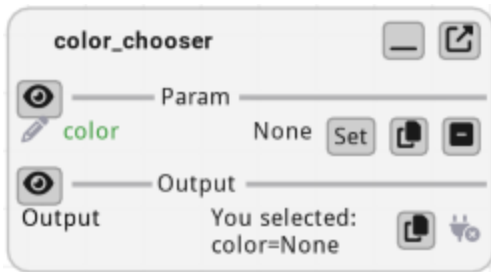 color_chooser
Param
color None Set
Output
Output You selected:
color=None